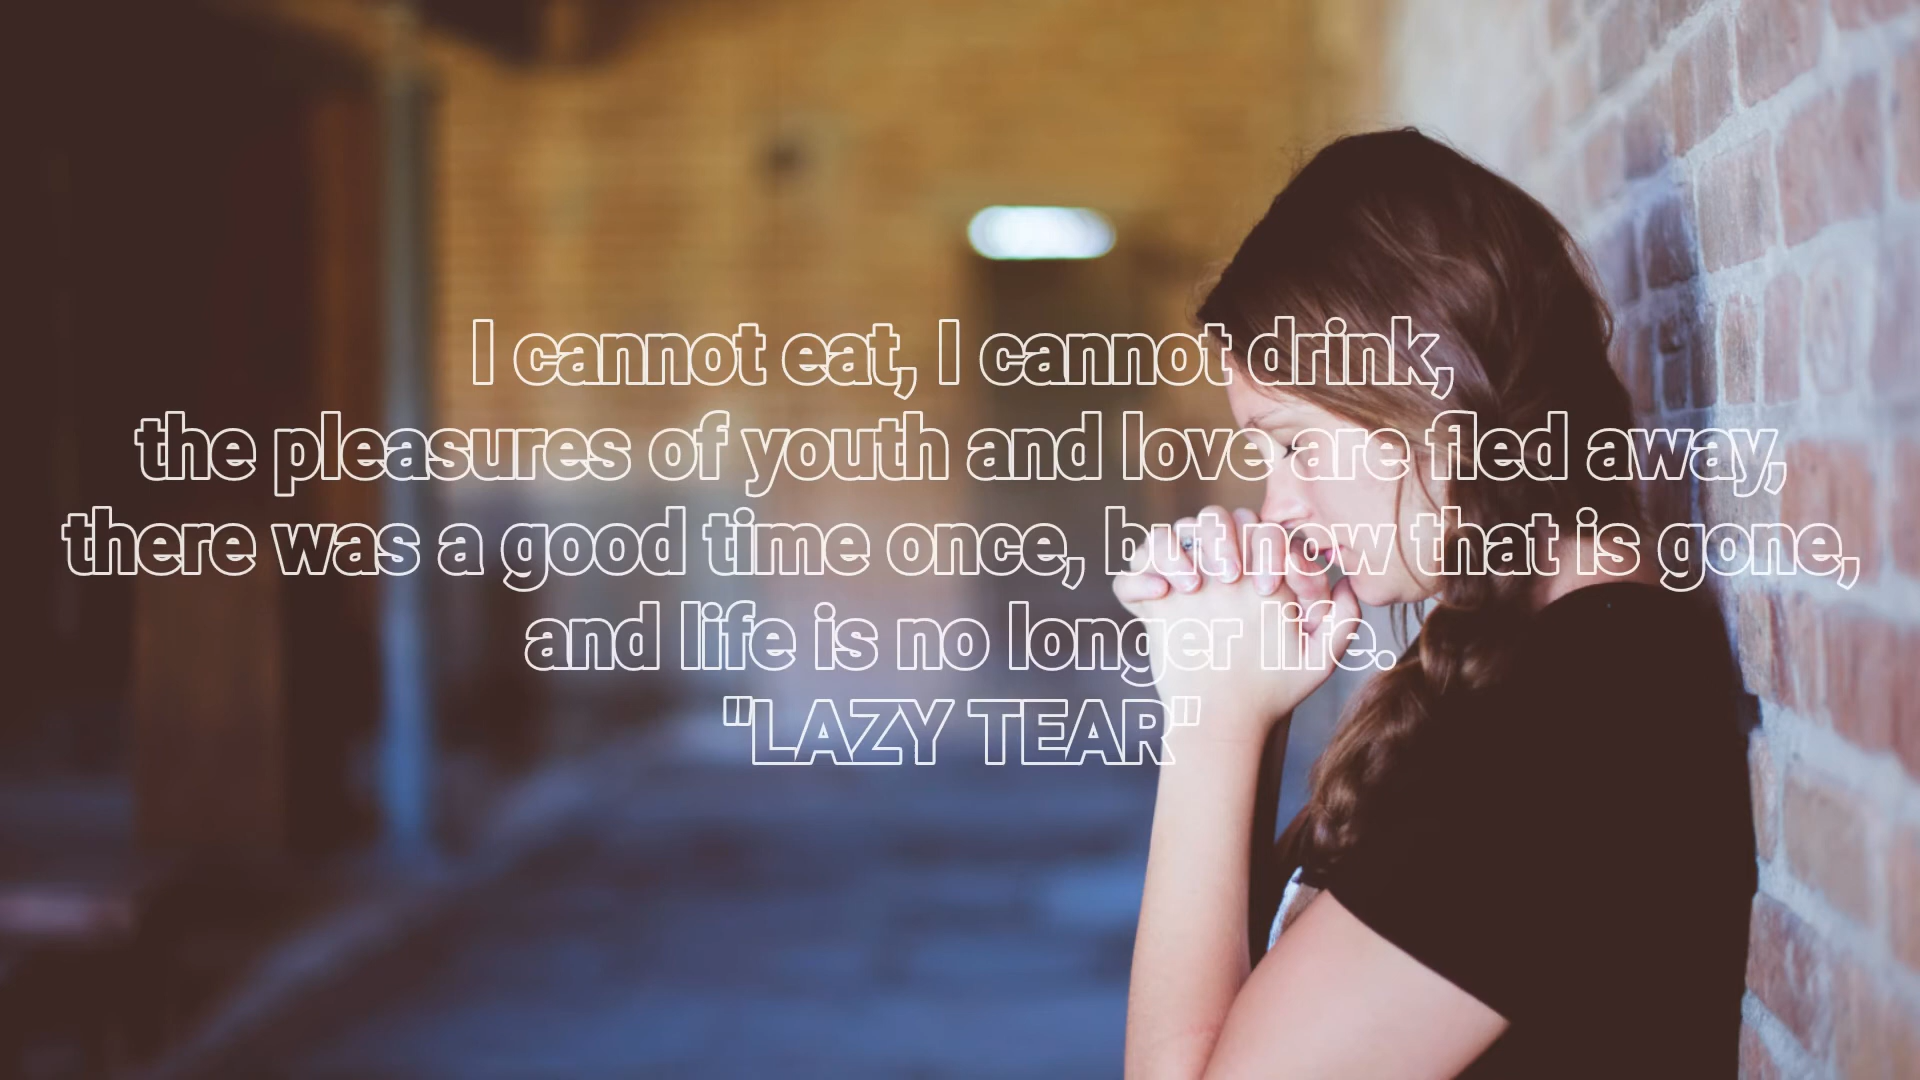 I cannot eat, I cannot drink,
the pleasures of youth and love are fled away,
there was a good time once, but now that is gone,
and life is no longer life.
"LAZY TEAR"